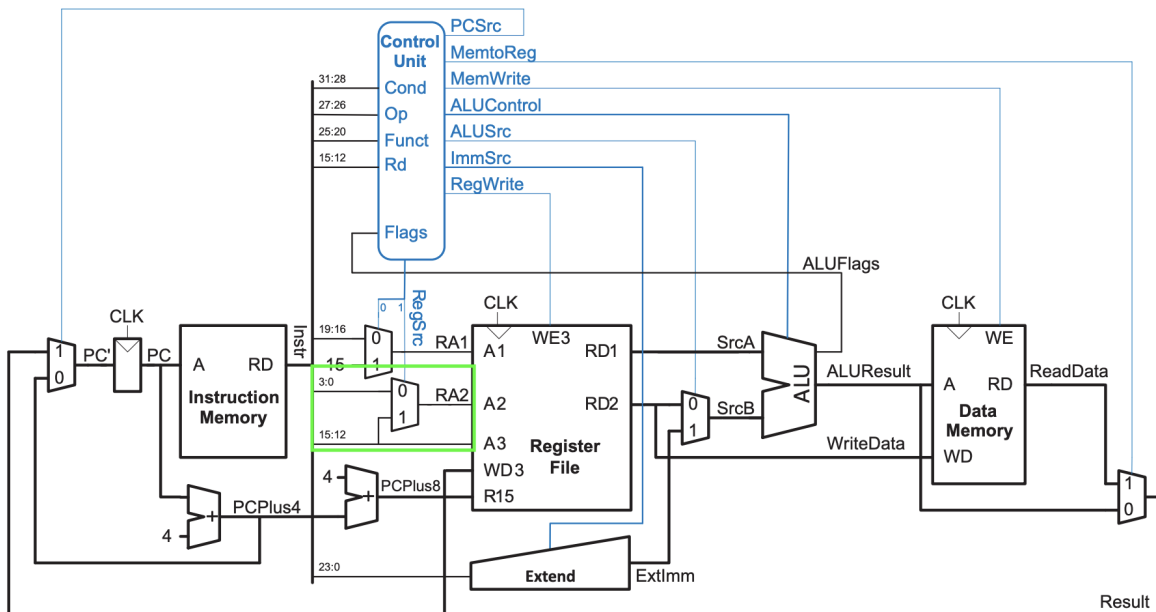 PCSrc
Control
Unit
MemtoReg
MemWrite
31:28
Cond
27:26
Op
ALUControl
25:20
Funct
ALUSrc
15:12
Rd
ImmSrc
RegWrite
Flags
ALUFlags
0 1
RegSrc
CLK
CLK
CLK
1
0
PC'
PC
A
RD
Instruction
Memory
Instr
19:16
15
0
1
RA1
3:0
0
1
RA2
15:12
A1
A2
A3
WD3
R15
WE3
RD1
RD2
Register
File
SrcA
0
1
SrcB
ALU
ALUResult
WriteData
WE
A
RD
Data
Memory
WD
ReadData
1
0
4
+
PCPlus4
4
+
PCPlus8
23:0
Extend
ExtImm
Result